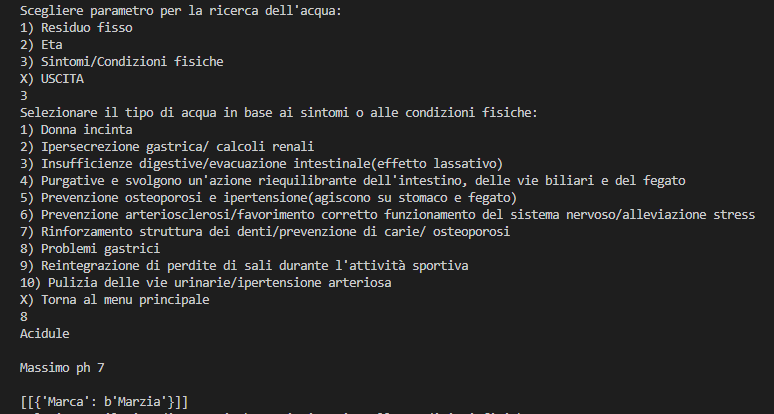 Scegliere parametro per la ricerca dell'acqua:
1) Residuo fisso
2) Eta
3) Sintomi/Condizioni fisiche
X) USCITA
3
Selezionare il tipo di acqua in base ai sintomi o alle condizioni fisiche:
1) Donna incinta
2) Ipersecrezione gastrica/ calcoli renali
3) Insufficienze digestive/evacuazione intestinale(effetto lassativo)
4) Purgative e svolgono un'azione riequilibrante dell'intestino, delle vie biliari e del fegato
5) Prevenzione osteoporosi e ipertensione(agiscono su stomaco e fegato)
6) Prevenzione arteriosclerosi/favorimento corretto funzionamento del sistema nervoso/alleviazione stress
7) Rinforzamento struttura dei denti/prevenzione di carie/ osteoporosi
8) Problemi gastrici
9) Reintegrazione di perdite di sali durante l'attività sportiva
10) Pulizia delle vie urinarie/ipertensione arteriosa
X) Torna al menu principale
8
Acidule
Massimo ph 7
[[{'Marca': b'Marzia'}]]